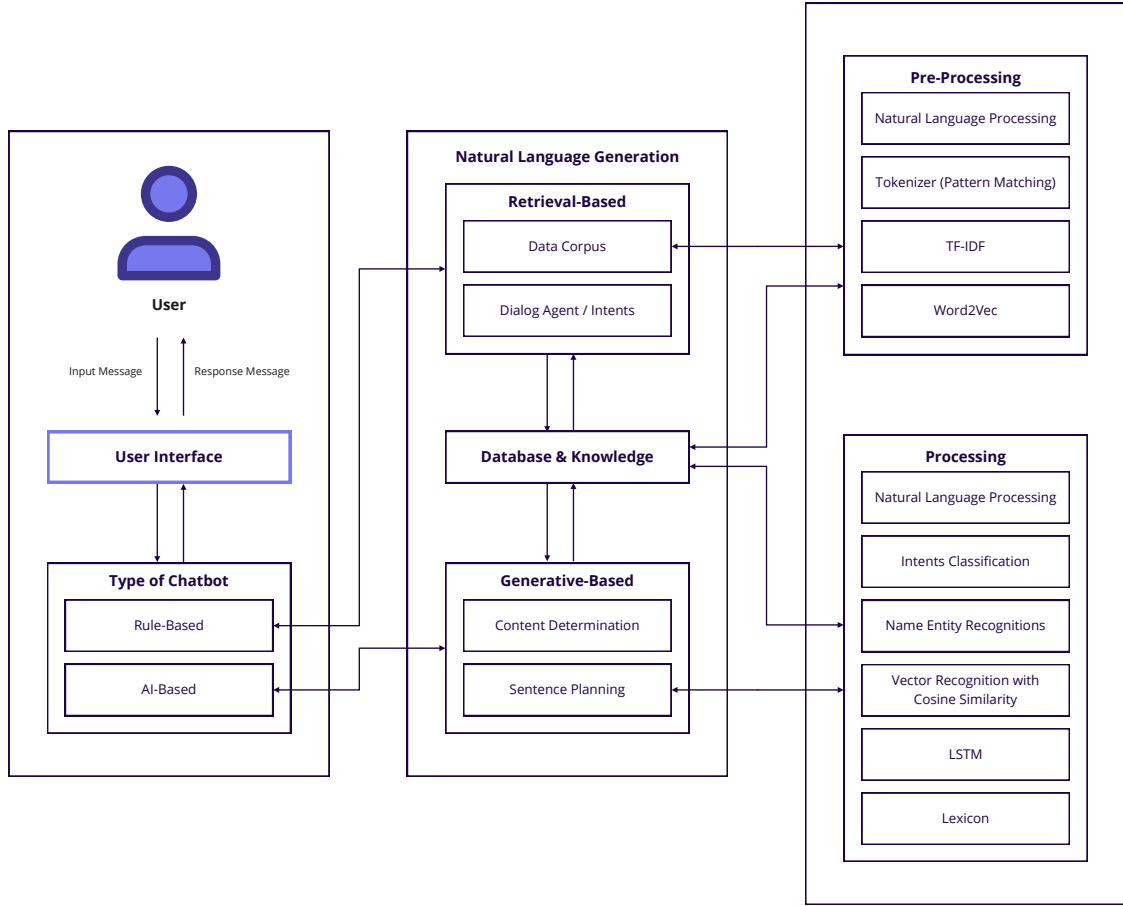 User
Input Message
Response Message
User Interface
Type of Chatbot
Rule-Based
AI-Based
Natural Language Generation
Retrieval-Based
Data Corpus
Dialog Agent / Intents
Database & Knowledge
Generative-Based
Content Determination
Sentence Planning
Pre-Processing
Natural Language Processing
Tokenizer (Pattern Matching)
TF-IDF
Word2Vec
Processing
Natural Language Processing
Intents Classification
Name Entity Recognitions
Vector Recognition with
Cosine Similarity
LSTM
Lexicon